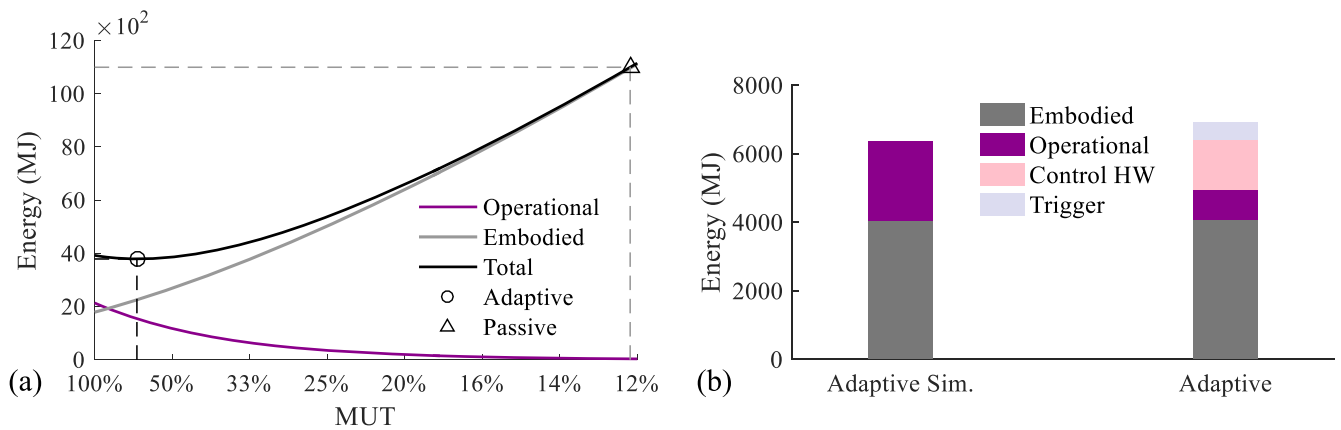 ×10²
120
100
80
60
40
20
0
Energy (MJ)
Operational
Embodied
Total
Adaptive
Passive
100% 50% 33% 25% 20% 16% 14% 12%
MUT
(a)
8000
6000
4000
2000
0
Energy (MJ)
Embodied
Operational
Control HW
Trigger
Adaptive Sim. Adaptive
(b)